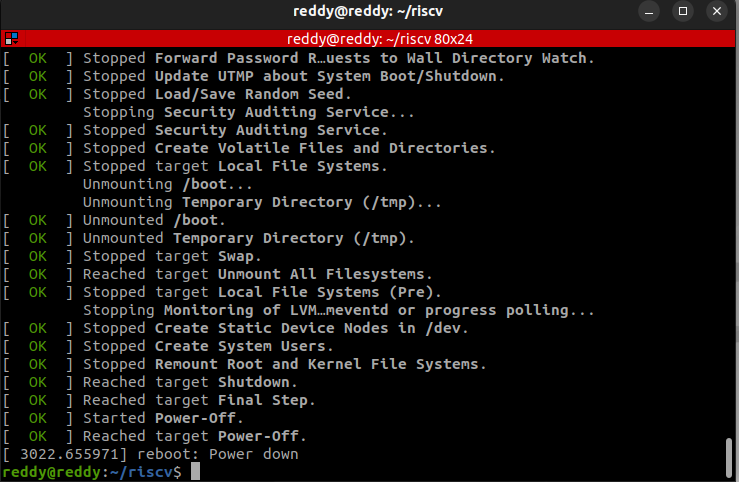 reddy@reddy: ~/riscv
reddy@reddy: ~/riscv 80x24
[  OK  ] Stopped Forward Password R…uests to Wall Directory Watch.
[  OK  ] Stopped Update UTMP about System Boot/Shutdown.
[  OK  ] Stopped Load/Save Random Seed.
         Stopping Security Auditing Service...
[  OK  ] Stopped Security Auditing Service.
[  OK  ] Stopped Create Volatile Files and Directories.
[  OK  ] Stopped target Local File Systems.
         Unmounting /boot...
         Unmounting Temporary Directory (/tmp)...
[  OK  ] Unmounted /boot.
[  OK  ] Unmounted Temporary Directory (/tmp).
[  OK  ] Stopped target Swap.
[  OK  ] Reached target Unmount All Filesystems.
[  OK  ] Stopped target Local File Systems (Pre).
         Stopping Monitoring of LVM…meventd or progress polling...
[  OK  ] Stopped Create Static Device Nodes in /dev.
[  OK  ] Stopped Create System Users.
[  OK  ] Stopped Remount Root and Kernel File Systems.
[  OK  ] Reached target Shutdown.
[  OK  ] Reached target Final Step.
[  OK  ] Started Power-Off.
[  OK  ] Reached target Power-Off.
[ 3022.655971] reboot: Power down
reddy@reddy:~/riscv$